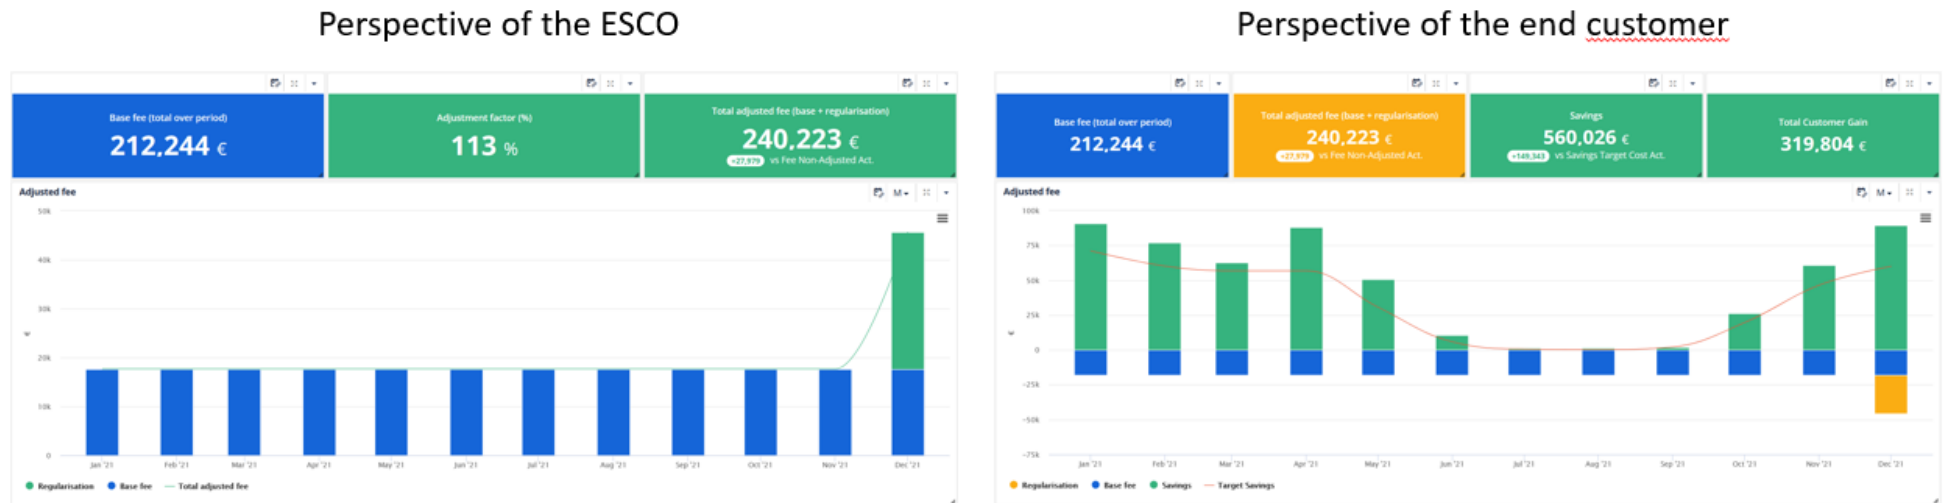 Perspective of the ESCO
Base fee (total over period)
212,244 €
Adjustment factor (%)
113 %
Total adjusted fee (base + regularisation)
240,223 €
+27,979 vs Fee Non-Adjusted Act.
Adjusted fee
M
50k
40k
30k
20k
10k
0
€
Jan '21
Feb '21
Mar '21
Apr '21
May '21
Jun '21
Jul '21
Aug '21
Sep '21
Oct '21
Nov '21
Dec '21
Regularisation
Base fee
Total adjusted fee
Perspective of the end customer
Base fee (total over period)
212,244 €
Total adjusted fee (base + regularisation)
240,223 €
+27,979 vs Fee Non-Adjusted Act.
Savings
560,026 €
+149,343 vs Savings Target Cost Act.
Total Customer Gain
319,804 €
Adjusted fee
M
100k
75k
50k
25k
0
-25k
-50k
-75k
€
Jan '21
Feb '21
Mar '21
Apr '21
May '21
Jun '21
Jul '21
Aug '21
Sep '21
Oct '21
Nov '21
Dec '21
Regularisation
Base fee
Savings
Target Savings